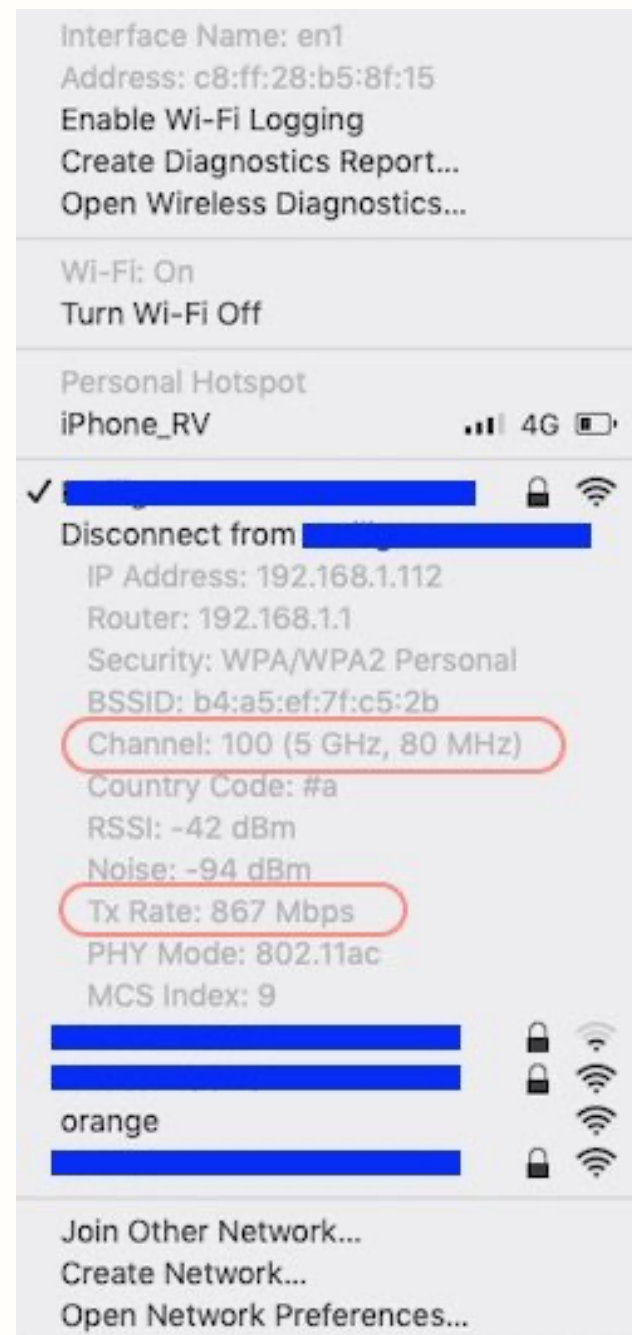 Interface Name: en1
Address: c8:ff:28:b5:8f:15
Enable Wi-Fi Logging
Create Diagnostics Report...
Open Wireless Diagnostics...
Wi-Fi: On
Turn Wi-Fi Off
Personal Hotspot
iPhone_RV 4G
Disconnect from
IP Address: 192.168.1.112
Router: 192.168.1.1
Security: WPA/WPA2 Personal
BSSID: b4:a5:ef:7f:c5:2b
Channel: 100 (5 GHz, 80 MHz)
Country Code: #a
RSSI: -42 dBm
Noise: -94 dBm
Tx Rate: 867 Mbps
PHY Mode: 802.11ac
MCS Index: 9
orange
Join Other Network...
Create Network...
Open Network Preferences...